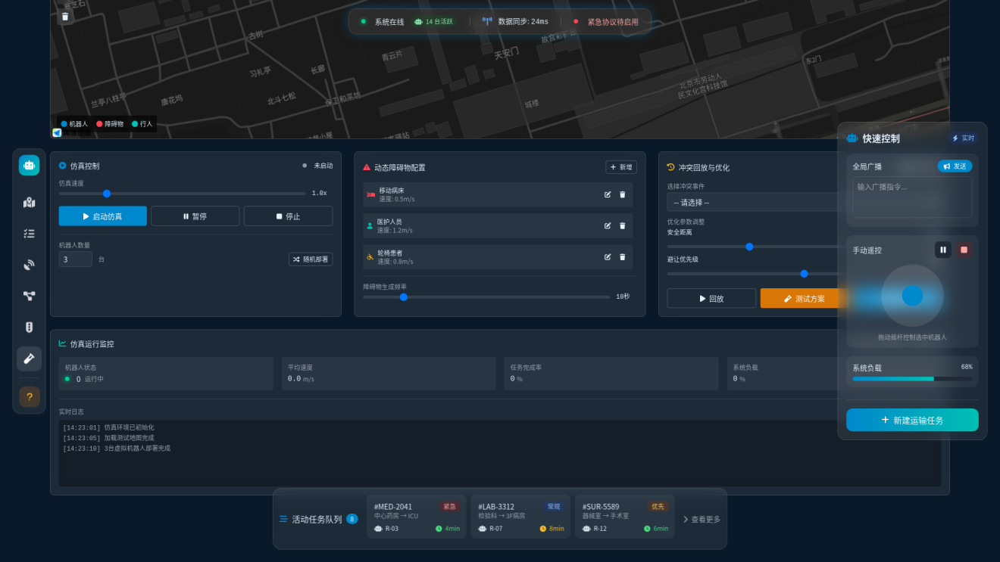 系统在线
14 台活跃
数据同步: 24ms
紧急协议待启用
古树
青云片
天安门
东2门
习礼亭
长廊
北京市劳动人
民文化宫科技馆
兰亭八柱亭
唐花坞
北斗七松
保卫和平坊
城楼
机器人
障碍物
行人
仿真控制
未启动
仿真速度
1.0x
启动仿真
暂停
停止
机器人数量
3
台
随机部署
动态障碍物配置
新增
移动病床
速度: 0.5m/s
医护人员
速度: 1.2m/s
轮椅患者
速度: 0.8m/s
障碍物生成频率
10秒
冲突回放与优化
选择冲突事件
-- 请选择 --
优化参数调整
安全距离
避让优先级
回放
测试方案
快速控制
实时
全局广播
发送
输入广播指令...
手动遥控
拖动摇杆控制选中机器人
系统负载
68%
新建运输任务
仿真运行监控
机器人状态
0 运行中
平均速度
0.0 m/s
任务完成率
0 %
系统负载
0 %
实时日志
[14:23:01] 仿真环境已初始化
[14:23:05] 加载测试地图完成
[14:23:10] 3台虚拟机器人部署完成
?
活动任务队列
8
#MED-2041
紧急
中心药房 → ICU
R-03
4min
#LAB-3312
常规
检验科 → 3F病房
R-07
8min
#SUR-5589
优先
器械室 → 手术室
R-12
6min
查看更多